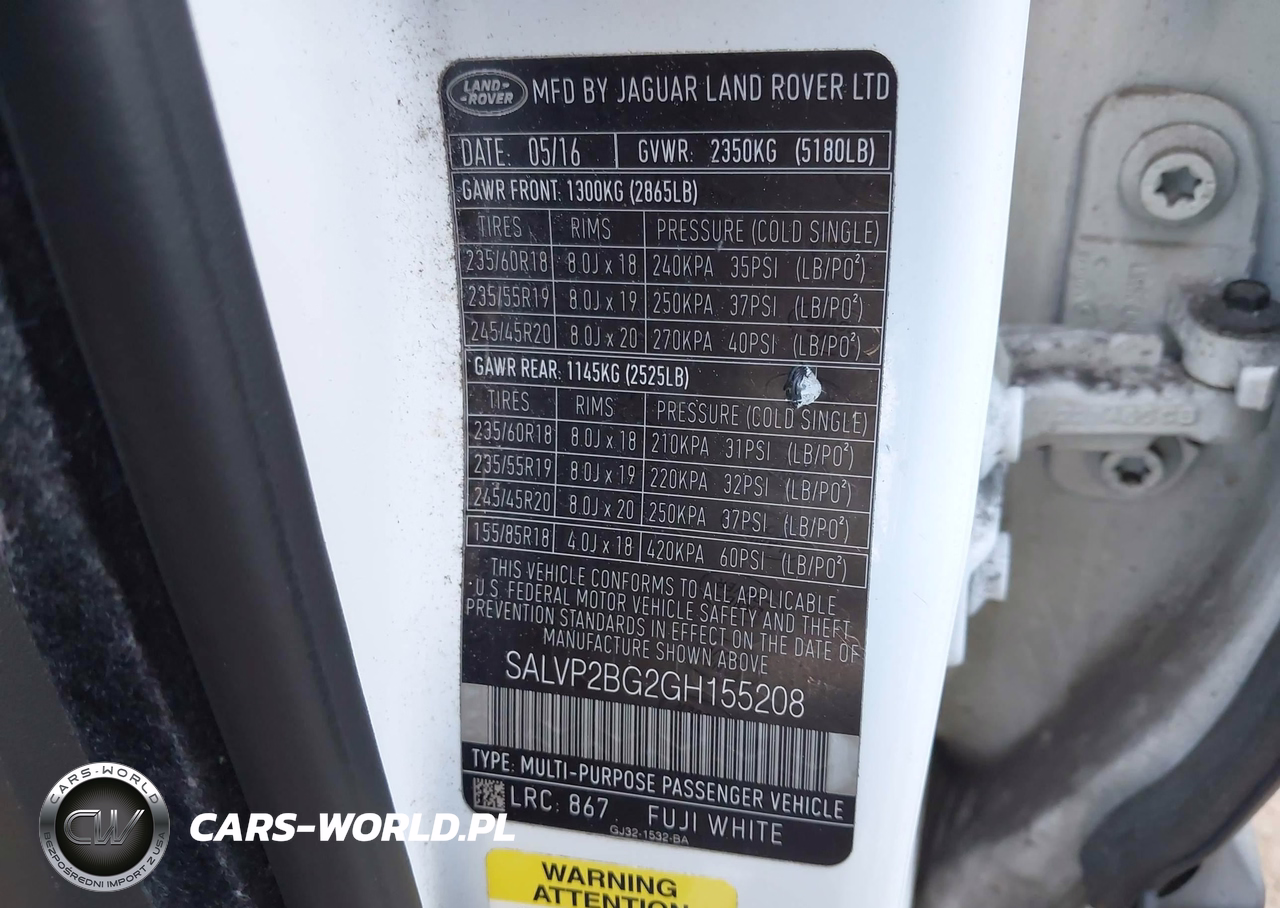 LAND-
-ROVER
MFD BY JAGUAR LAND ROVER LTD
DATE: 05/16 GVWR: 2350KG (5180LB)
GAWR FRONT: 1300KG (2865LB)
TIRES RIMS PRESSURE (COLD SINGLE)
235/60R18 8.0J x 18 240KPA 35PSI (LB/PO²)
235/55R19 8.0J x 19 250KPA 37PSI (LB/PO²)
245/45R20 8.0J x 20 270KPA 40PSI (LB/PO²)
GAWR REAR: 1145KG (2525LB)
TIRES RIMS PRESSURE (COLD SINGLE)
235/60R18 8.0J x 18 210KPA 31PSI (LB/PO²)
235/55R19 8.0J x 19 220KPA 32PSI (LB/PO²)
245/45R20 8.0J x 20 250KPA 37PSI (LB/PO²)
155/85R18 4.0J x 18 420KPA 60PSI (LB/PO²)
THIS VEHICLE CONFORMS TO ALL APPLICABLE
U.S. FEDERAL MOTOR VEHICLE SAFETY AND THEFT
PREVENTION STANDARDS IN EFFECT ON THE DATE OF
MANUFACTURE SHOWN ABOVE
SALVP2BG2GH155208
TYPE: MULTI-PURPOSE PASSENGER VEHICLE
LRC: 867 FUJI WHITE
GJ32-1532-BA
WARNING
ATTENTION
CARS-WORLD
CW
BEZPOŚREDNI IMPORT Z USA
CARS-WORLD.PL